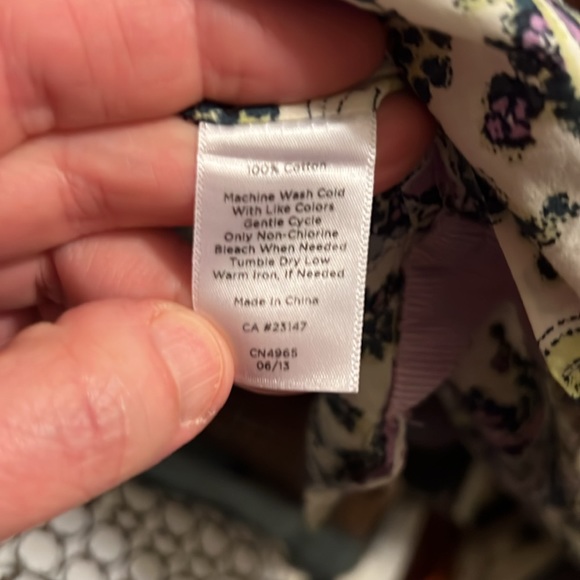 100% Cotton
Machine Wash Cold
With Like Colors
Gentle Cycle
Only Non-Chlorine
Bleach When Needed
Tumble Dry Low
Warm Iron, If Needed
Made In China
CA #23147
CN4965
06/13